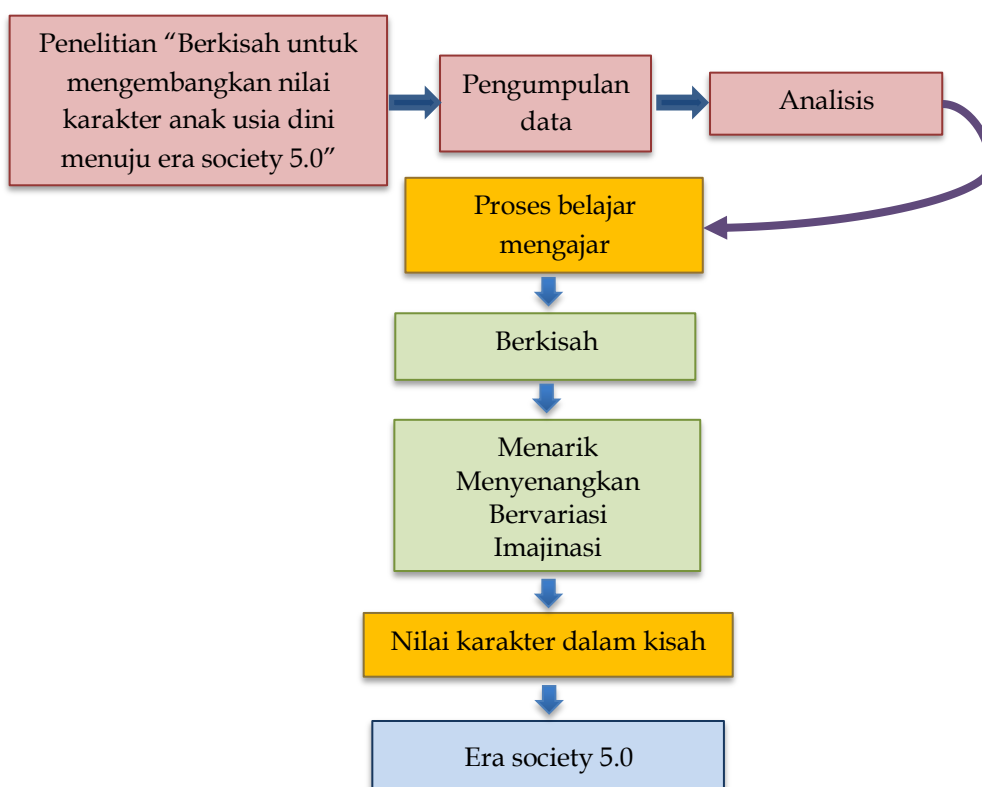 Penelitian “Berkisah untuk
mengembangkan nilai
karakter anak usia dini
menuju era society 5.0”
Pengumpulan
data
Analisis
Proses belajar
mengajar
Berkisah
Menarik
Menyenangkan
Bervariasi
Imajinasi
Nilai karakter dalam kisah
Era society 5.0